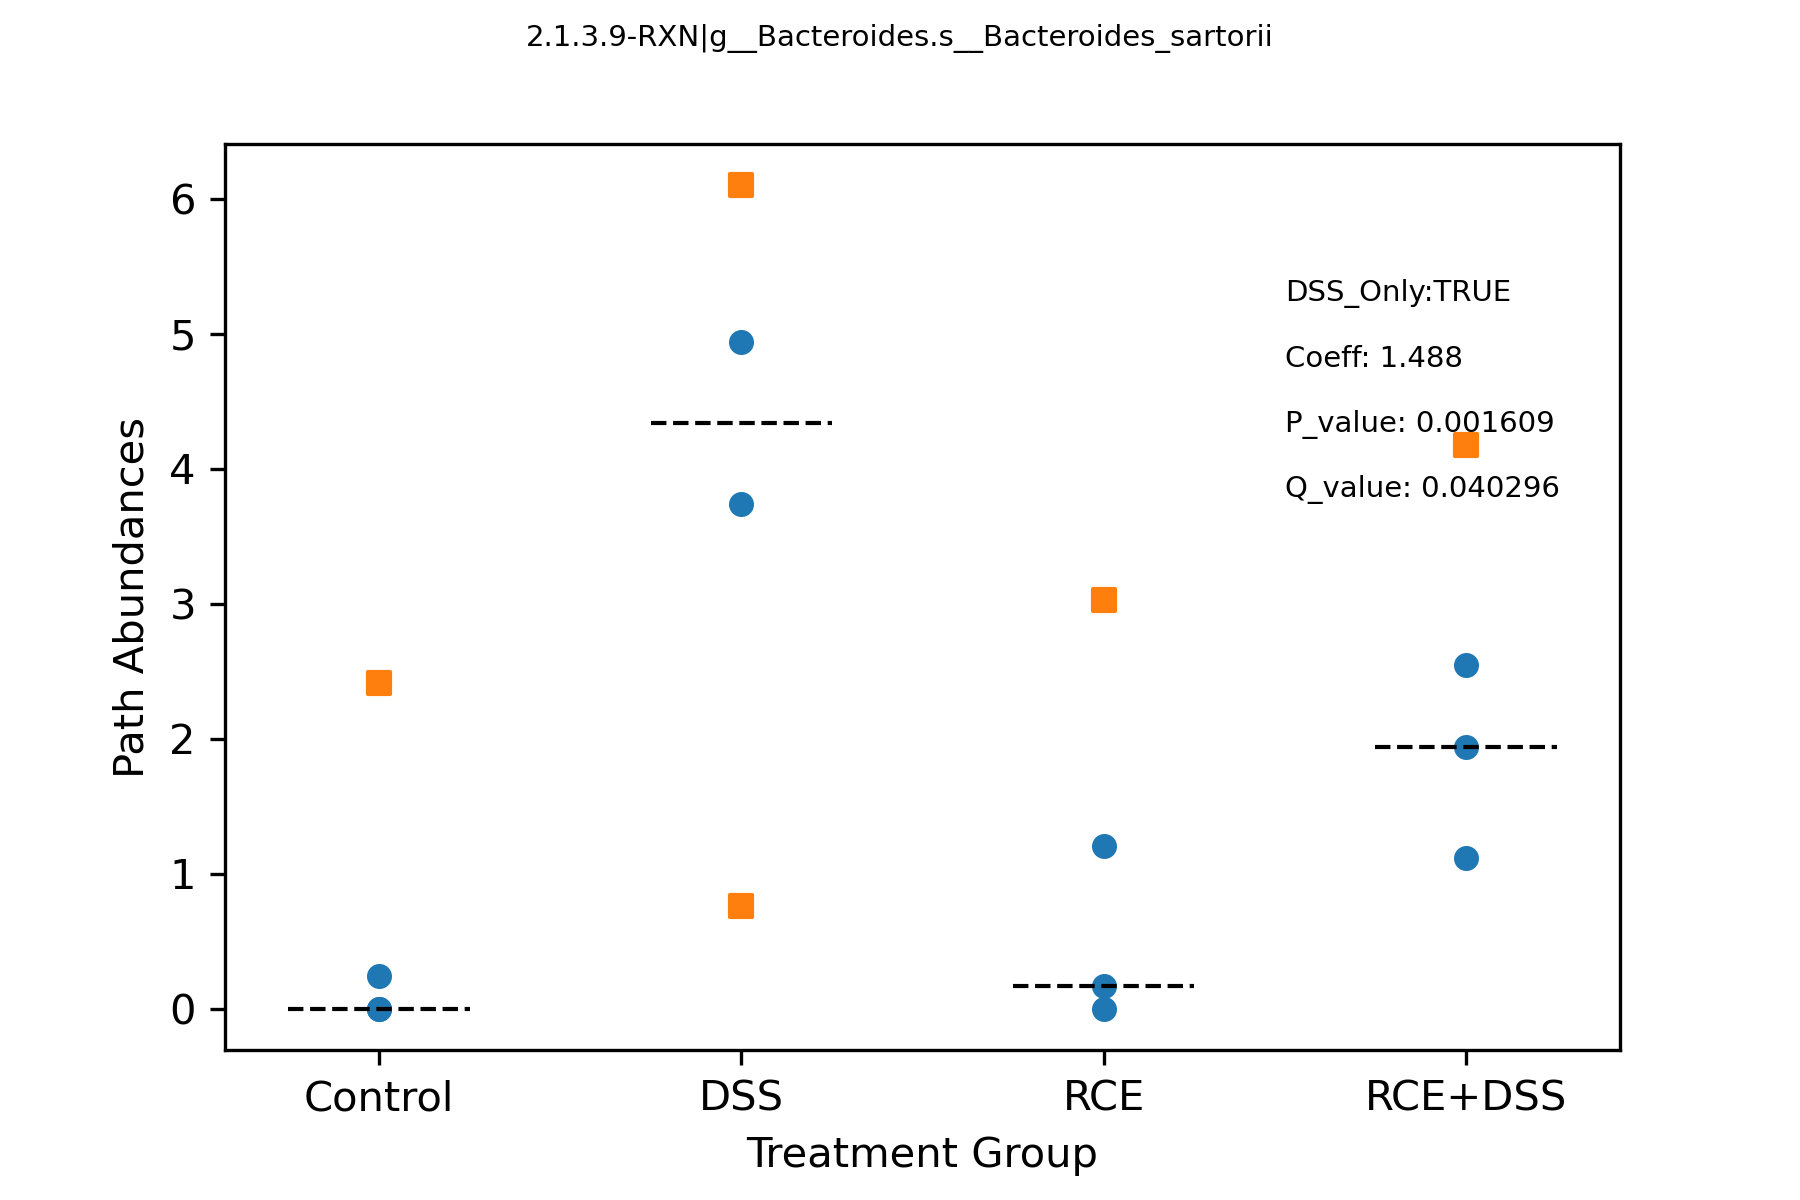 2.1.3.9-RXN|g__Bacteroides.s__Bacteroides_sartorii
6
5
4
3
2
1
0
Path Abundances
DSS_Only:TRUE
Coeff: 1.488
P_value: 0.001609
Q_value: 0.040296
Control
DSS
RCE
RCE+DSS
Treatment Group